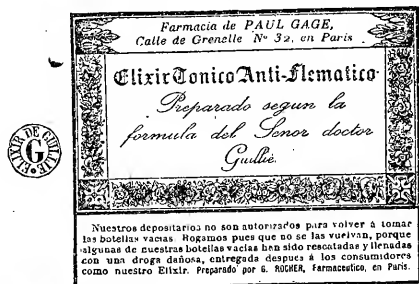 Farmacia de PAUL GAGE,
Calle de Grenelle Nº 32, en Paris
Elixir Tonico Anti-Flematico
Preparado segun la
formula del Senor doctor
Guillié.
ELIXIR DE GUILLIE
G
Nuestros depositarios no son autorizados para volver á tomar
las botellas vacias. Rogamos pues que no se las vuelvan, porque
algunas de nuestras botellas vacias han sido rescatadas y llenadas
con una droga dañosa, entregada despues á los consumidores
como nuestro Elixir. Preparado por G. ROCHER, Farmaceutico, en Paris.